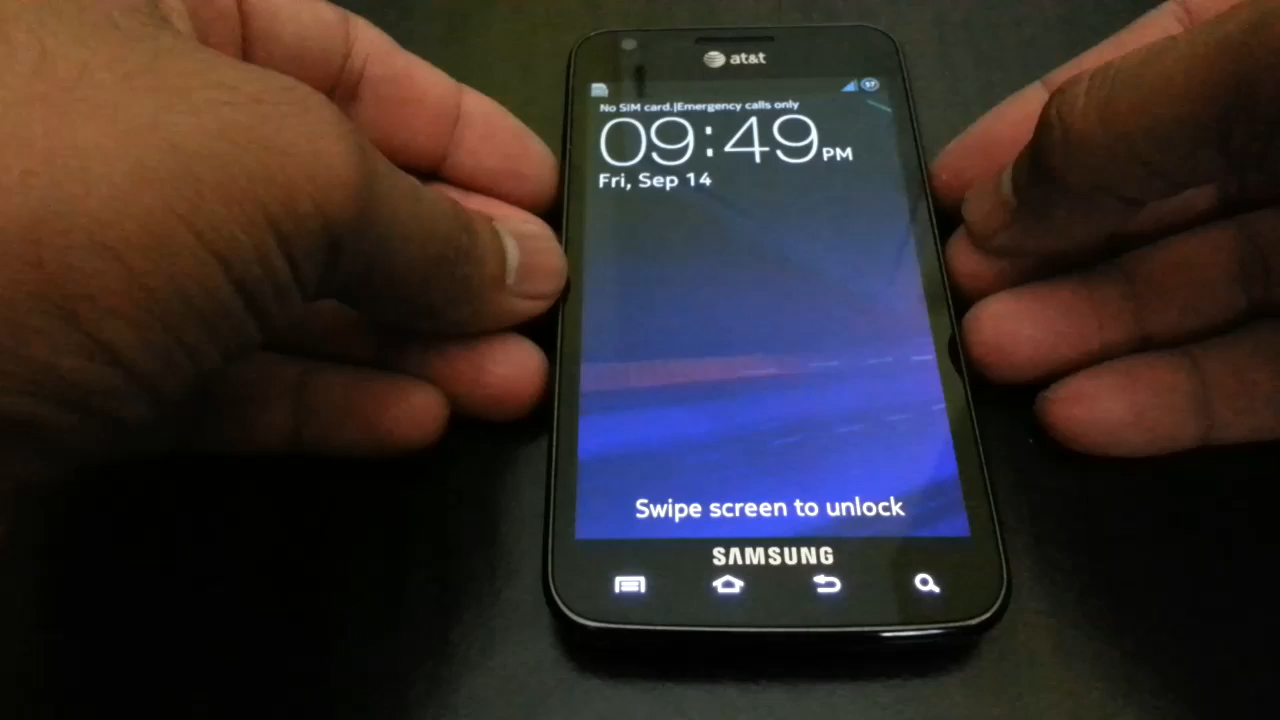 at&t
No SIM card.|Emergency calls only
09:49 PM
Fri, Sep 14
Swipe screen to unlock
SAMSUNG